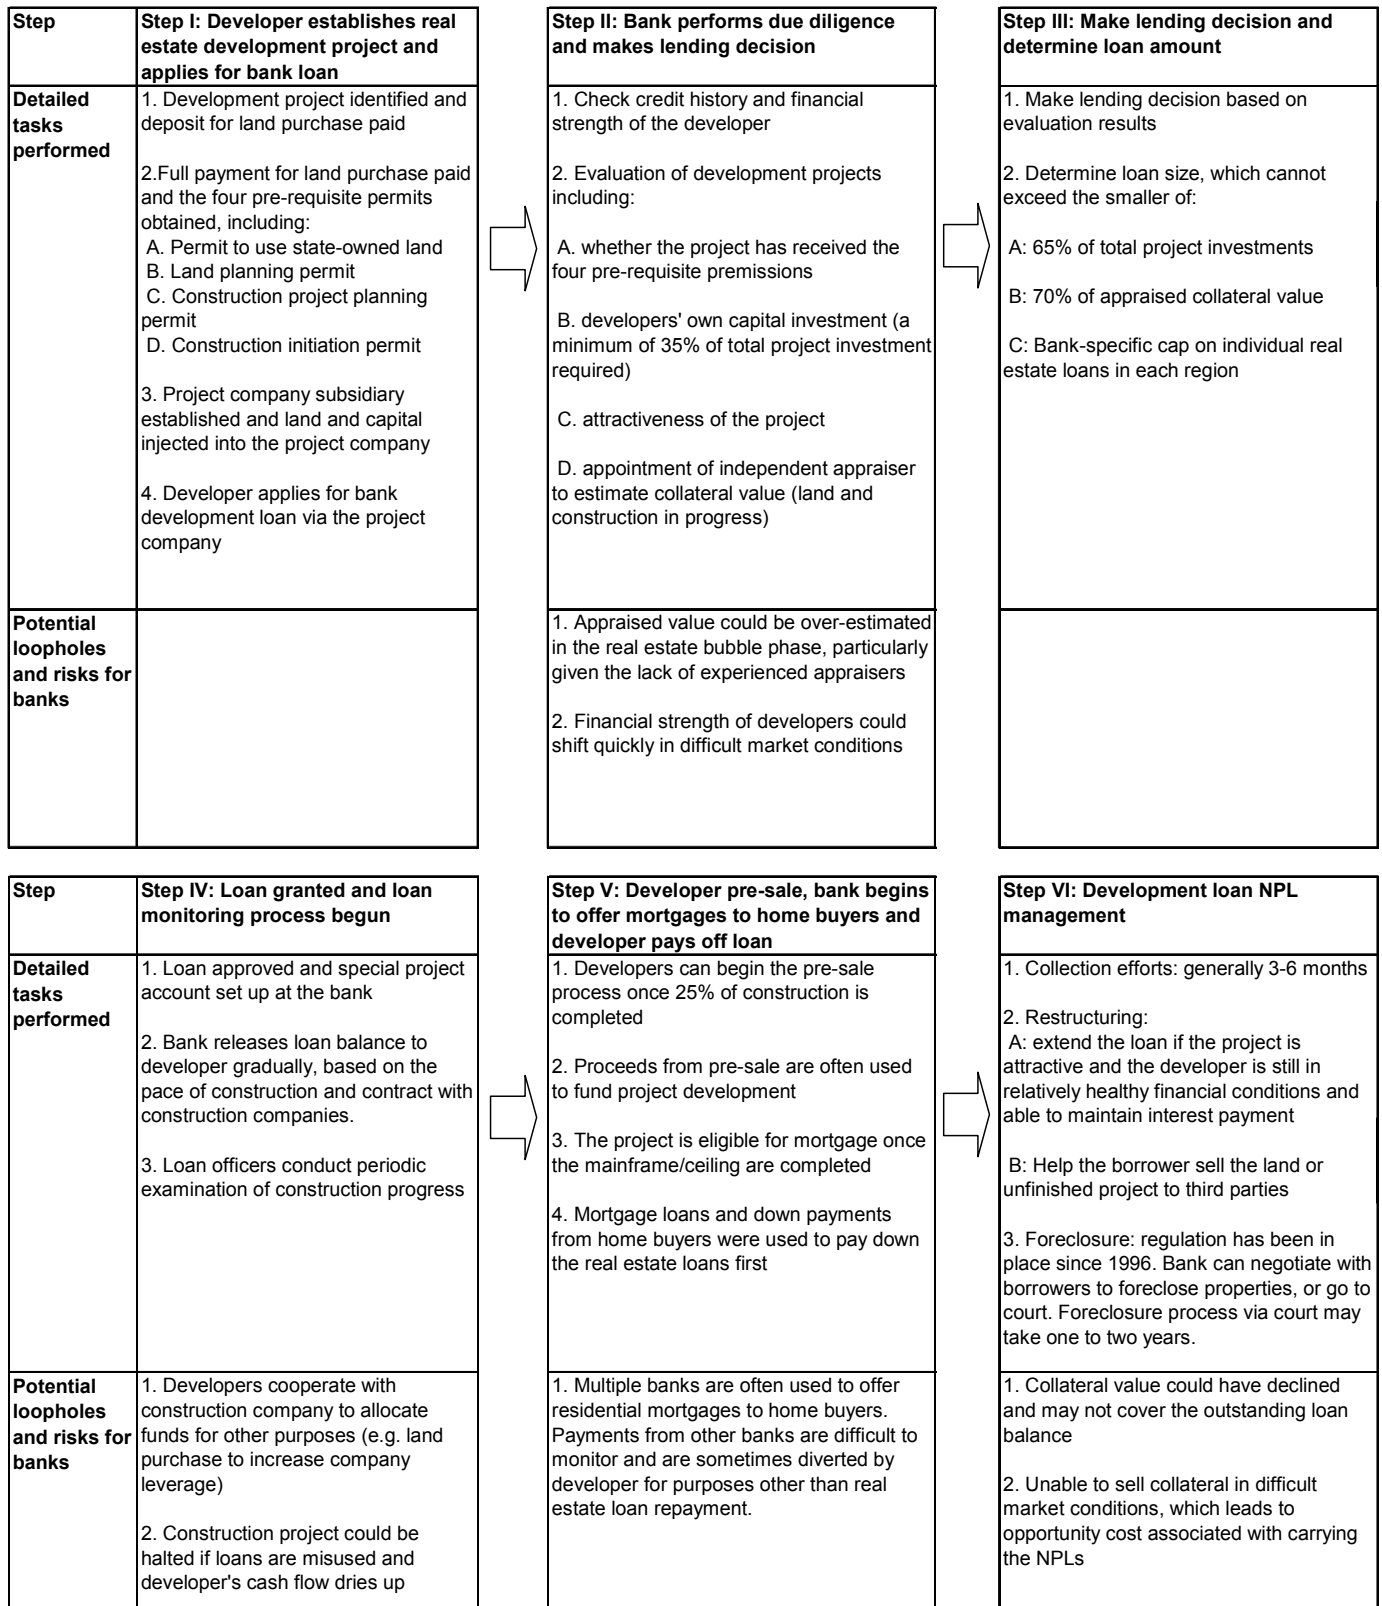 Step
Step I: Developer establishes real
estate development project and
applies for bank loan
Step II: Bank performs due diligence
and makes lending decision
Step III: Make lending decision and
determine loan amount
Detailed
tasks
performed
1. Development project identified and
deposit for land purchase paid
2.Full payment for land purchase paid
and the four pre-requisite permits
obtained, including:
A. Permit to use state-owned land
B. Land planning permit
C. Construction project planning
permit
D. Construction initiation permit
3. Project company subsidiary
established and land and capital
injected into the project company
4. Developer applies for bank
development loan via the project
company
1. Check credit history and financial
strength of the developer
2. Evaluation of development projects
including:
A. whether the project has received the
four pre-requisite premissions
B. developers' own capital investment (a
minimum of 35% of total project investment
required)
C. attractiveness of the project
D. appointment of independent appraiser
to estimate collateral value (land and
construction in progress)
1. Make lending decision based on
evaluation results
2. Determine loan size, which cannot
exceed the smaller of:
A: 65% of total project investments
B: 70% of appraised collateral value
C: Bank-specific cap on individual real
estate loans in each region
Potential
loopholes
and risks for
banks
1. Appraised value could be over-estimated
in the real estate bubble phase, particularly
given the lack of experienced appraisers
2. Financial strength of developers could
shift quickly in difficult market conditions
Step
Step IV: Loan granted and loan
monitoring process begun
Step V: Developer pre-sale, bank begins
to offer mortgages to home buyers and
developer pays off loan
Step VI: Development loan NPL
management
Detailed
tasks
performed
1. Loan approved and special project
account set up at the bank
2. Bank releases loan balance to
developer gradually, based on the
pace of construction and contract with
construction companies.
3. Loan officers conduct periodic
examination of construction progress
1. Developers can begin the pre-sale
process once 25% of construction is
completed
2. Proceeds from pre-sale are often used
to fund project development
3. The project is eligible for mortgage once
the mainframe/ceiling are completed
4. Mortgage loans and down payments
from home buyers were used to pay down
the real estate loans first
1. Collection efforts: generally 3-6 months
2. Restructuring:
A: extend the loan if the project is
attractive and the developer is still in
relatively healthy financial conditions and
able to maintain interest payment
B: Help the borrower sell the land or
unfinished project to third parties
3. Foreclosure: regulation has been in
place since 1996. Bank can negotiate with
borrowers to foreclose properties, or go to
court. Foreclosure process via court may
take one to two years.
Potential
loopholes
and risks for
banks
1. Developers cooperate with
construction company to allocate
funds for other purposes (e.g. land
purchase to increase company
leverage)
2. Construction project could be
halted if loans are misused and
developer's cash flow dries up
1. Multiple banks are often used to offer
residential mortgages to home buyers.
Payments from other banks are difficult to
monitor and are sometimes diverted by
developer for purposes other than real
estate loan repayment.
1. Collateral value could have declined
and may not cover the outstanding loan
balance
2. Unable to sell collateral in difficult
market conditions, which leads to
opportunity cost associated with carrying
the NPLs